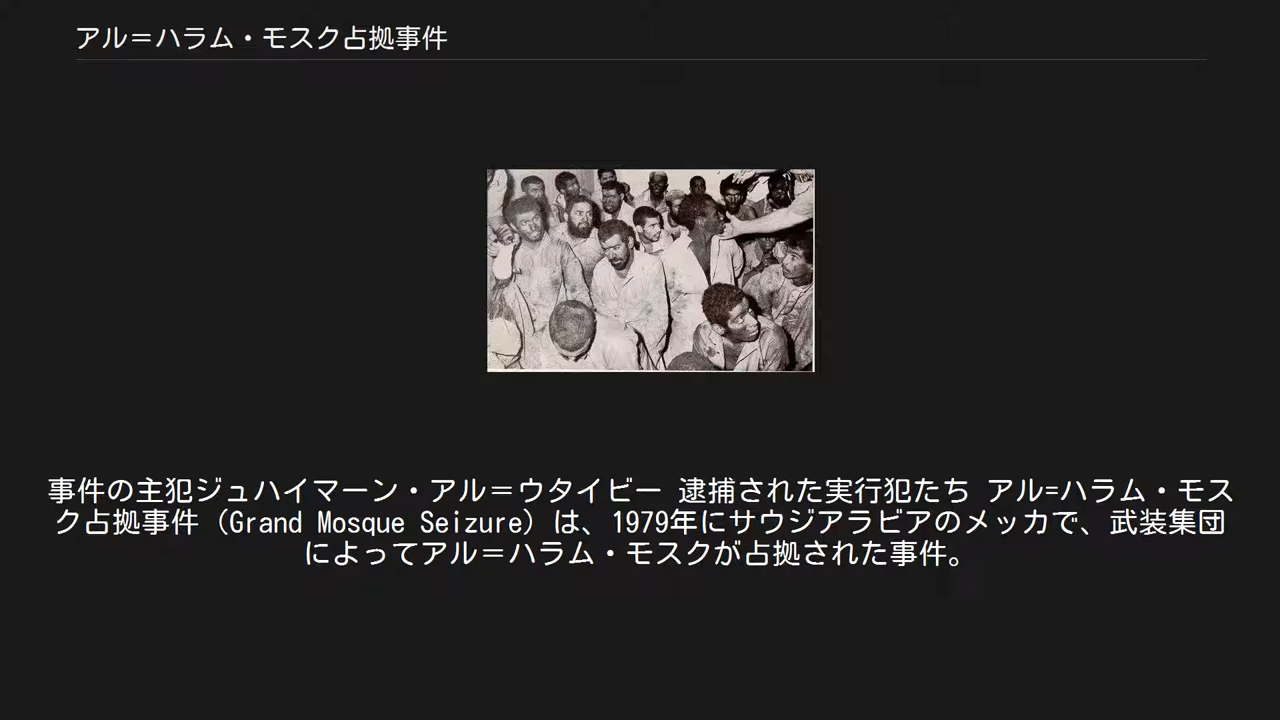 アル＝ハラム・モスク占拠事件
事件の主犯ジュハイマーン・アル＝ウタイビー 逮捕された実行犯たち アル=ハラム・モス
ク占拠事件（Grand Mosque Seizure）は、1979年にサウジアラビアのメッカで、武装集団
によってアル＝ハラム・モスクが占拠された事件。